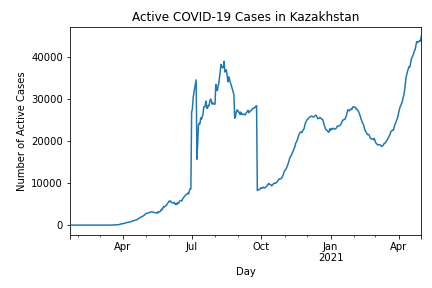 Active COVID-19 Cases in Kazakhstan
Number of Active Cases
40000
30000
20000
10000
0
Apr
Jul
Oct
Jan
2021
Apr
Day